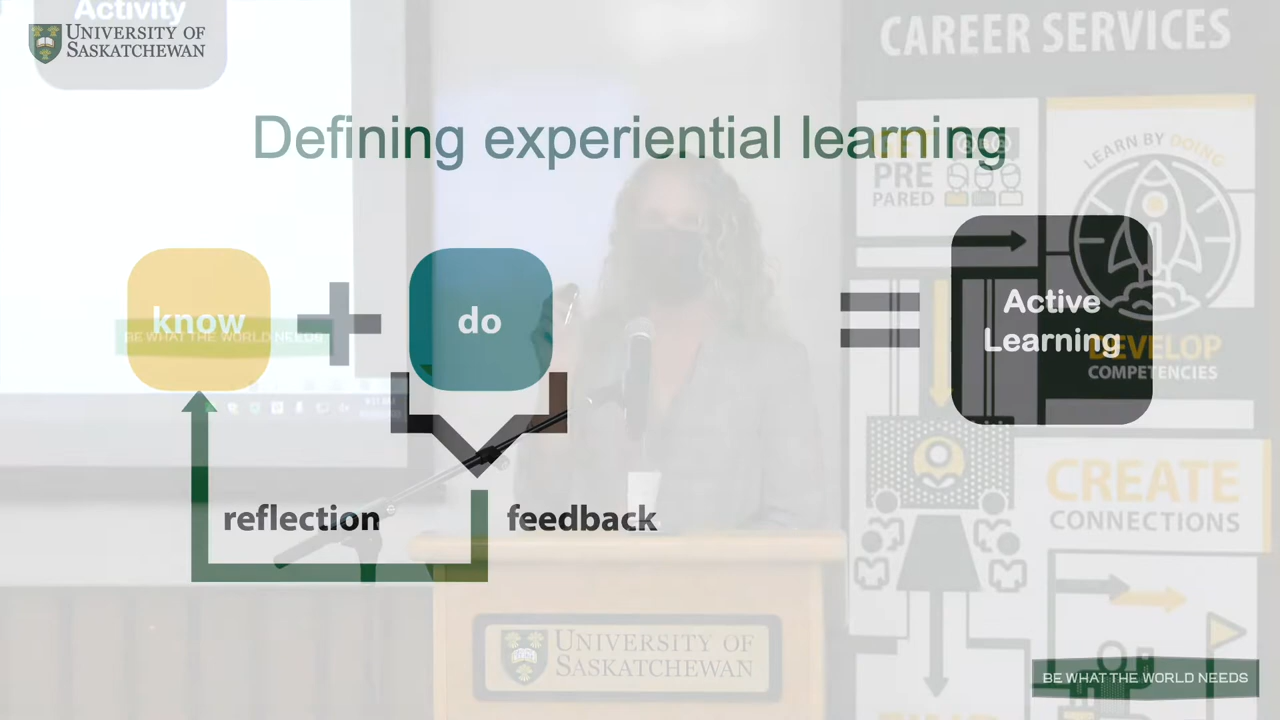 Activity
UNIVERSITY OF
SASKATCHEWAN
CAREER SERVICES
Defining experiential learning
LEARN BY DOING
GET
PRE
PARED
know
+
do
=
Active
Learning
BE WHAT THE WORLD NEEDS
DEVELOP
COMPETENCIES
reflection
feedback
CREATE
CONNECTIONS
UNIVERSITY OF
SASKATCHEWAN
BE WHAT THE WORLD NEEDS